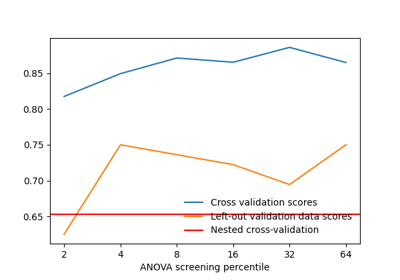 0.85
0.80
0.75
0.70
0.65
Cross validation scores
Left-out validation data scores
Nested cross-validation
2 4 8 16 32 64
ANOVA screening percentile